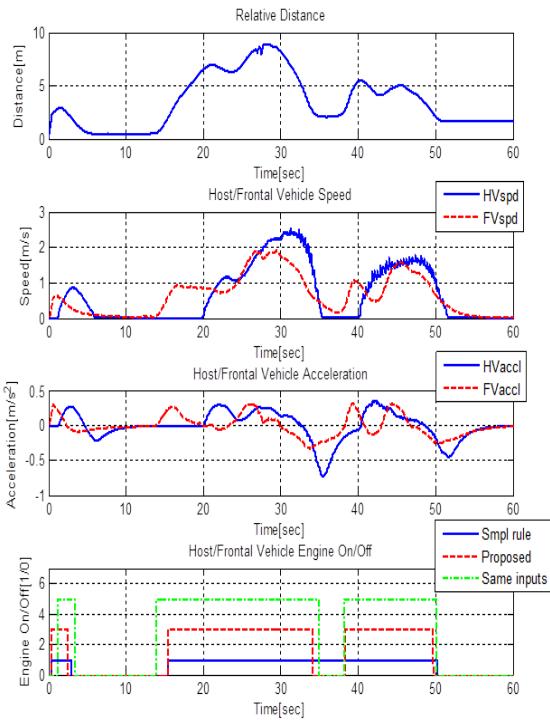 Relative Distance
Distance[m]
10
5
0
0 10 20 30 40 50 60
Time[sec]
Host/Frontal Vehicle Speed
HVspd
FVspd
Speed[m/s]
3
2
1
0
0 10 20 30 40 50 60
Time[sec]
Host/Frontal Vehicle Acceleration
HVaccl
FVaccl
Acceleration[m/s²]
0.5
0
-0.5
-1
0 10 20 30 40 50 60
Time[sec]
Host/Frontal Vehicle Engine On/Off
Smpl rule
Proposed
Same inputs
Engine On/Off[1/0]
6
4
2
0
0 10 20 30 40 50 60
Time[sec]